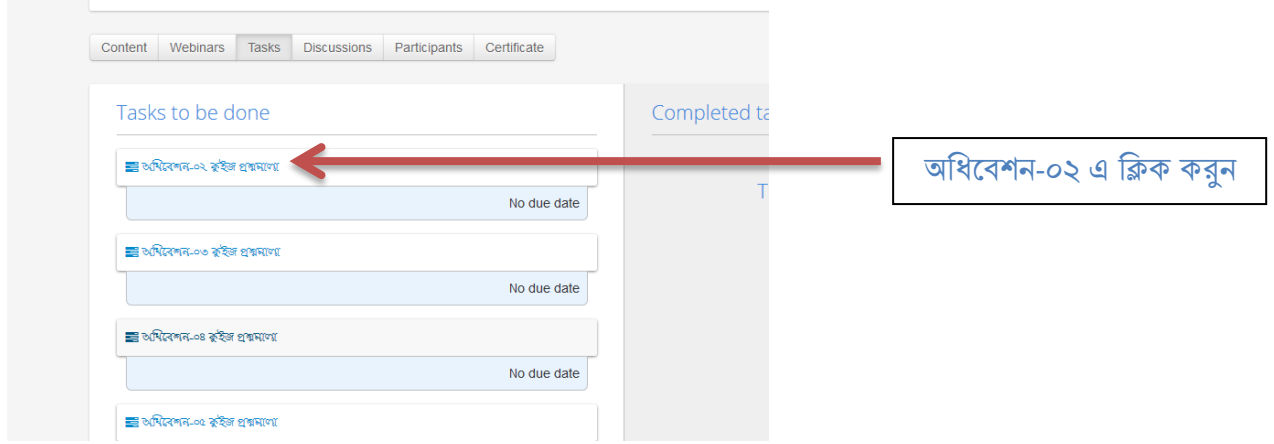 Content Webinars Tasks Discussions Participants Certificate
Tasks to be done
অধিবেশন-০২ কুইজ প্রশ্নমালা
No due date
অধিবেশন-০৩ কুইজ প্রশ্নমালা
No due date
অধিবেশন-০৪ কুইজ প্রশ্নমালা
No due date
অধিবেশন-০৫ কুইজ প্রশ্নমালা
Completed ta
T
অধিবেশন-০২ এ ক্লিক করুন